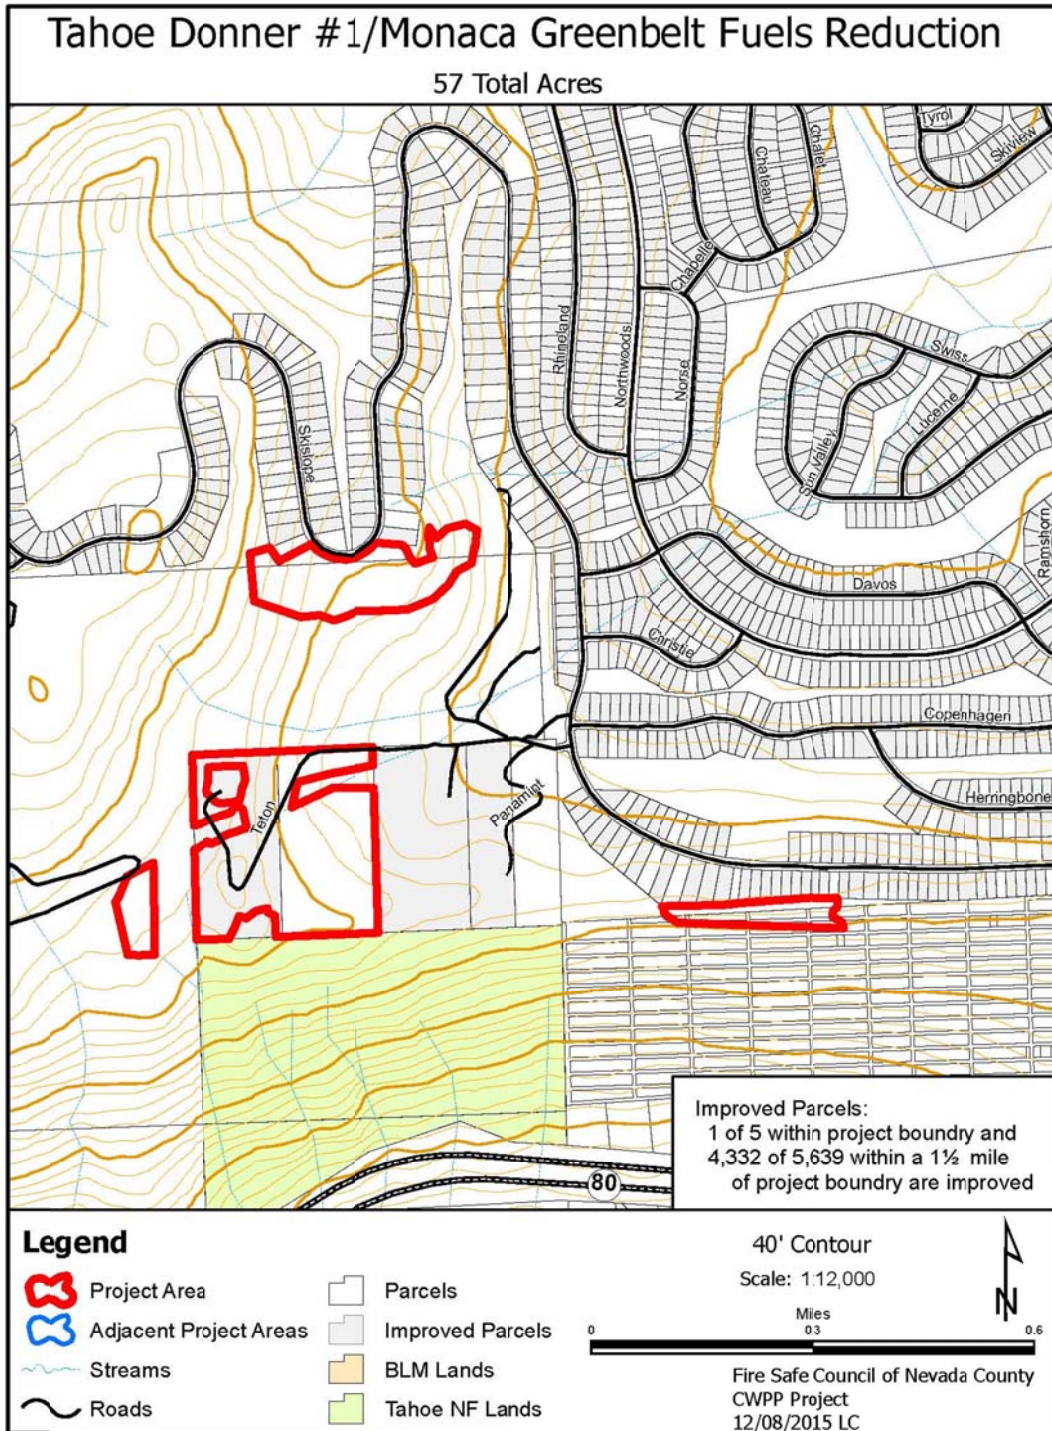 Tahoe Donner #1/Monaca Greenbelt Fuels Reduction
57 Total Acres
Tyrol
Skiview
Chalet
Chateau
Chapelle
Rhineland
Northwoods
Norse
Swiss
Lucerne
Sun Valley
Skislope
Ramshorn
Davos
Christie
Copenhagen
Herringbone
Panamint
Teton
80
Improved Parcels:
1 of 5 within project boundry and
4,332 of 5,639 within a 1½ mile
of project boundry are improved
Legend
Project Area
Adjacent Project Areas
Streams
Roads
Parcels
Improved Parcels
BLM Lands
Tahoe NF Lands
40' Contour
Scale: 1:12,000
Miles
0 0.3 0.6
N
Fire Safe Council of Nevada County
CWPP Project
12/08/2015 LC